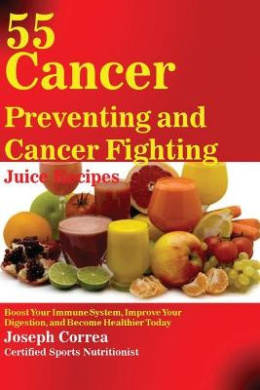 55
Cancer
Preventing and
Cancer Fighting
Juice Recipes
Boost Your Immune System, Improve Your
Digestion, and Become Healthier Today
Joseph Correa
Certified Sports Nutritionist